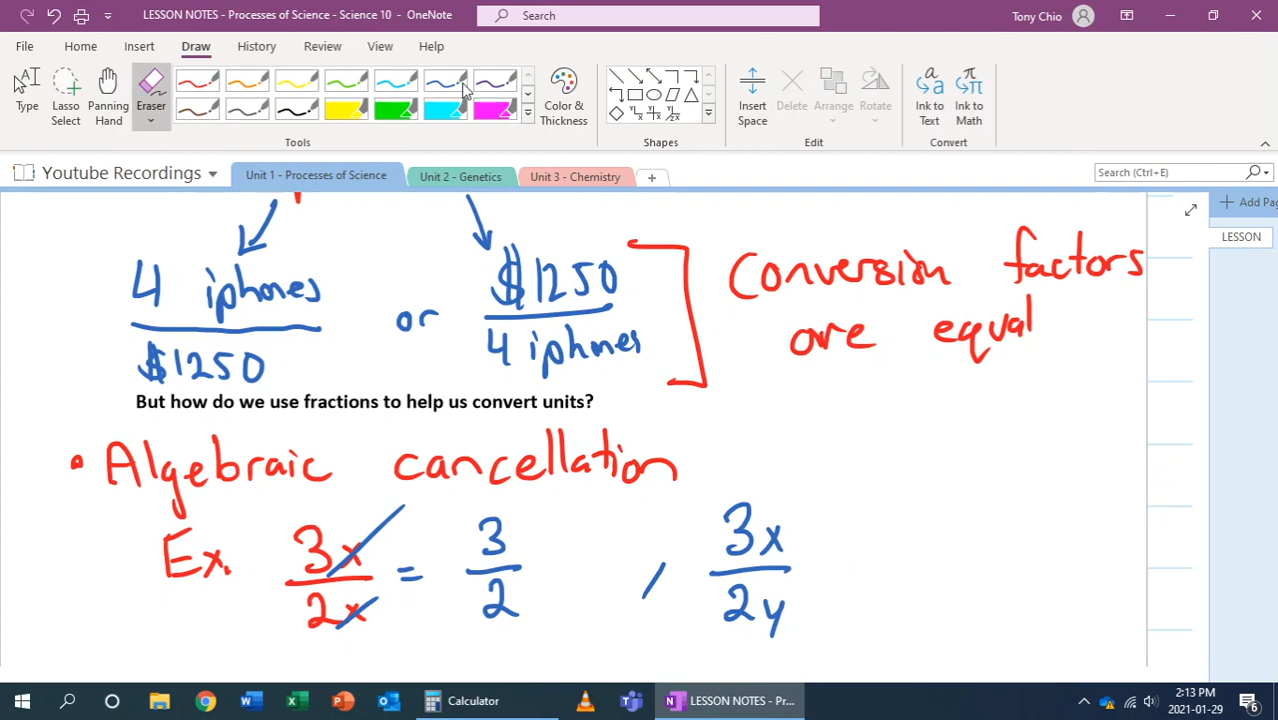 LESSON NOTES - Processes of Science - Science 10 - OneNote
Search
Tony Chio
File Home Insert Draw History Review View Help
Type Lasso Select Panning Hand Eraser
Color & Thickness
Insert Space Delete Arrange Rotate
Ink to Text Ink to Math
Tools Shapes Edit Convert
Youtube Recordings Unit 1 - Processes of Science Unit 2 - Genetics Unit 3 - Chemistry
Search (Ctrl+E)
Add Pag
LESSON
4 iphones
$1250
or
$1250
4 iphones
Conversion factors
are equal
But how do we use fractions to help us convert units?
• Algebraic cancellation
Ex. 3x
2x
= 3
2
, 3x
2y
Calculator
LESSON NOTES - Pr...
2:13 PM
2021-01-29
6